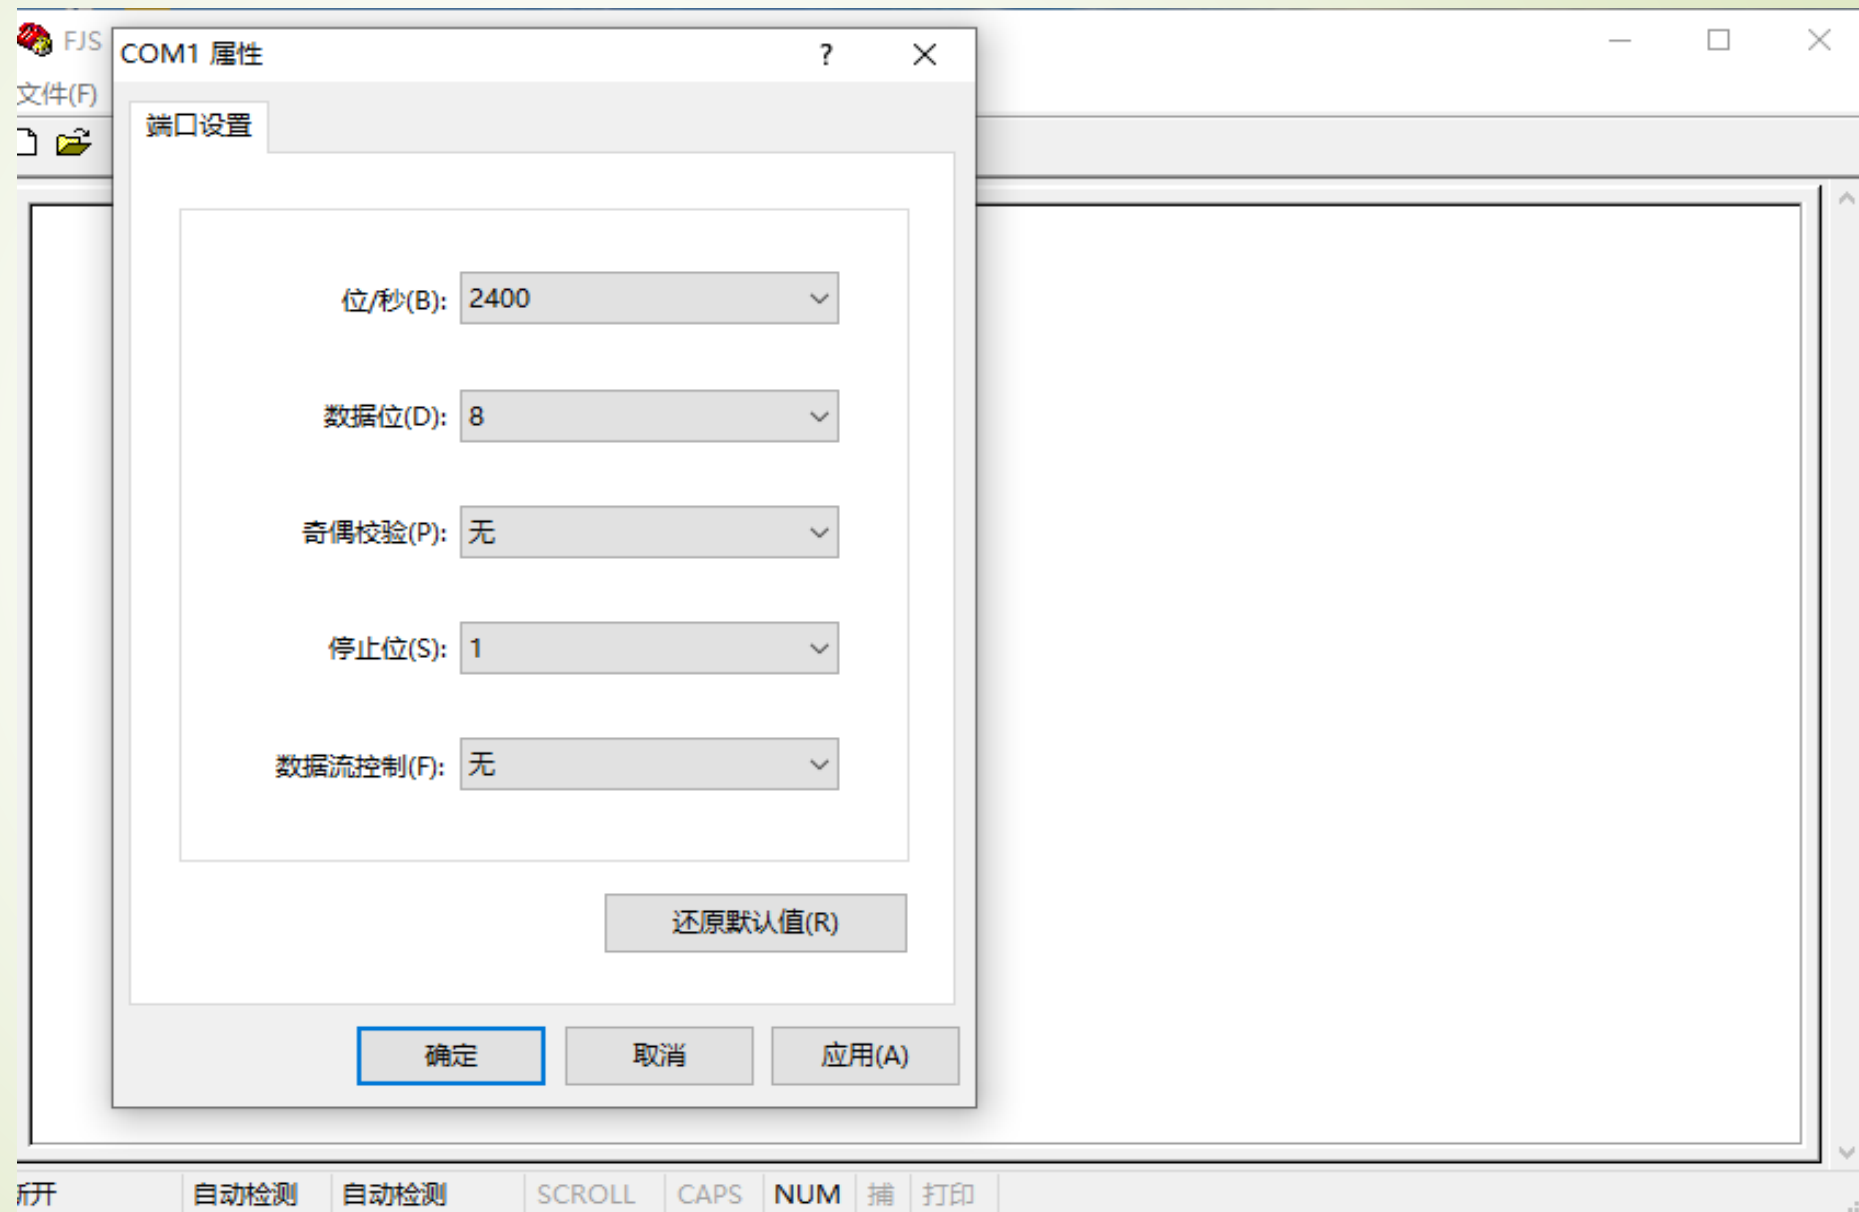 FJS
COM1 属性
文件(F)
端口设置
位/秒(B): 2400
数据位(D): 8
奇偶校验(P): 无
停止位(S): 1
数据流控制(F): 无
还原默认值(R)
确定 取消 应用(A)
开 自动检测 自动检测 SCROLL CAPS NUM 捕 打印